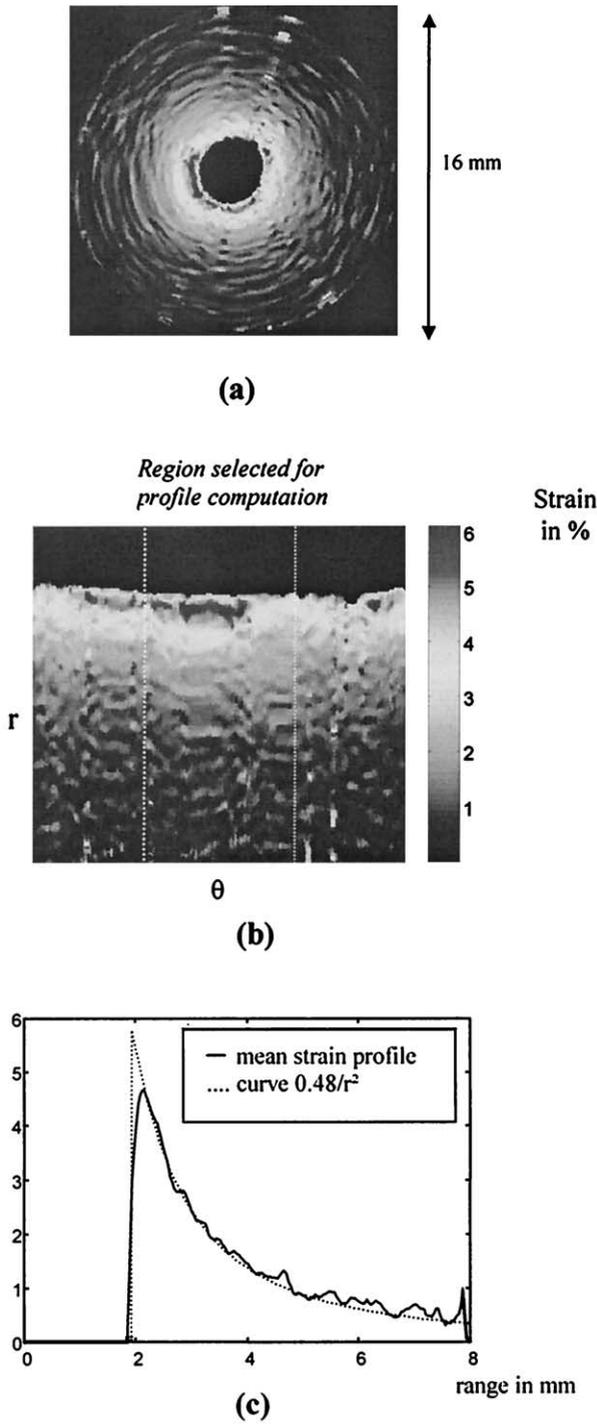 16 mm
(a)
Region selected for
profile computation
Strain
in %
6
5
4
3
2
1
r
θ
(b)
6
5
4
3
2
1
0
0 2 4 6 8
mean strain profile
curve 0.48/r²
range in mm
(c)